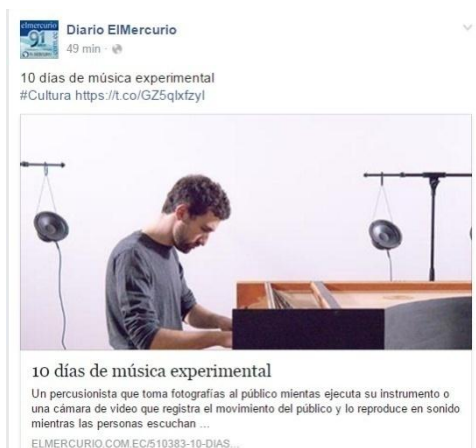 elmercurio
91
Diario ElMercurio
49 min ·
10 días de música experimental
#Cultura https://t.co/GZ5qlxfzyl
10 días de música experimental
Un percusionista que toma fotografías al público mientas ejecuta su instrumento o
una cámara de video que registra el movimiento del público y lo reproduce en sonido
mientras las personas escuchan ...
ELMERCURIO.COM.EC/510383-10-DIAS...